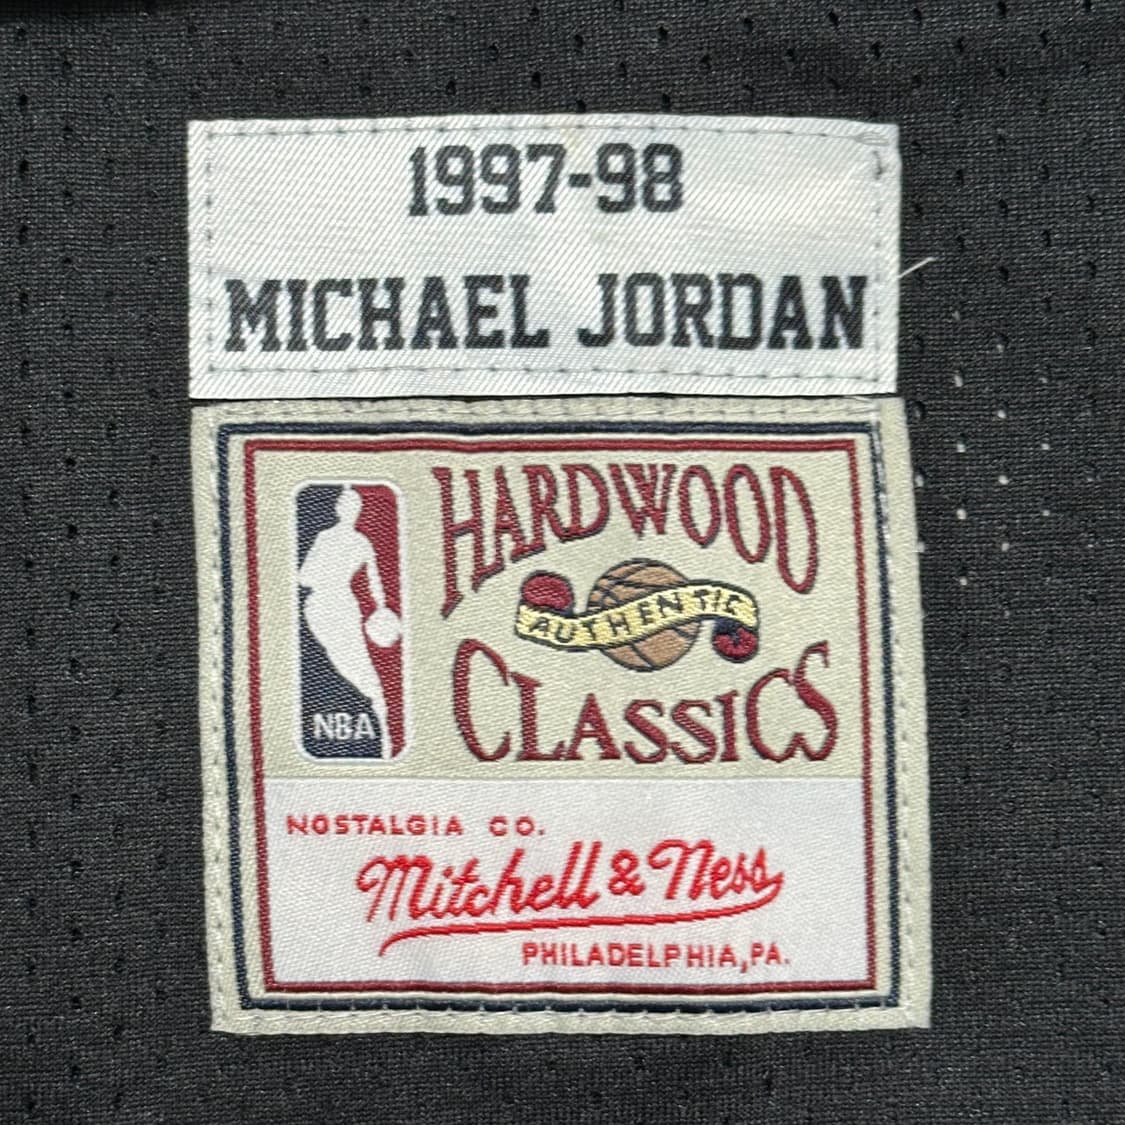 1997-98
MICHAEL JORDAN
HARDWOOD
AUTHENTIC
CLASSICS
NBA
NOSTALGIA CO.
Mitchell & Ness
PHILADELPHIA, PA.